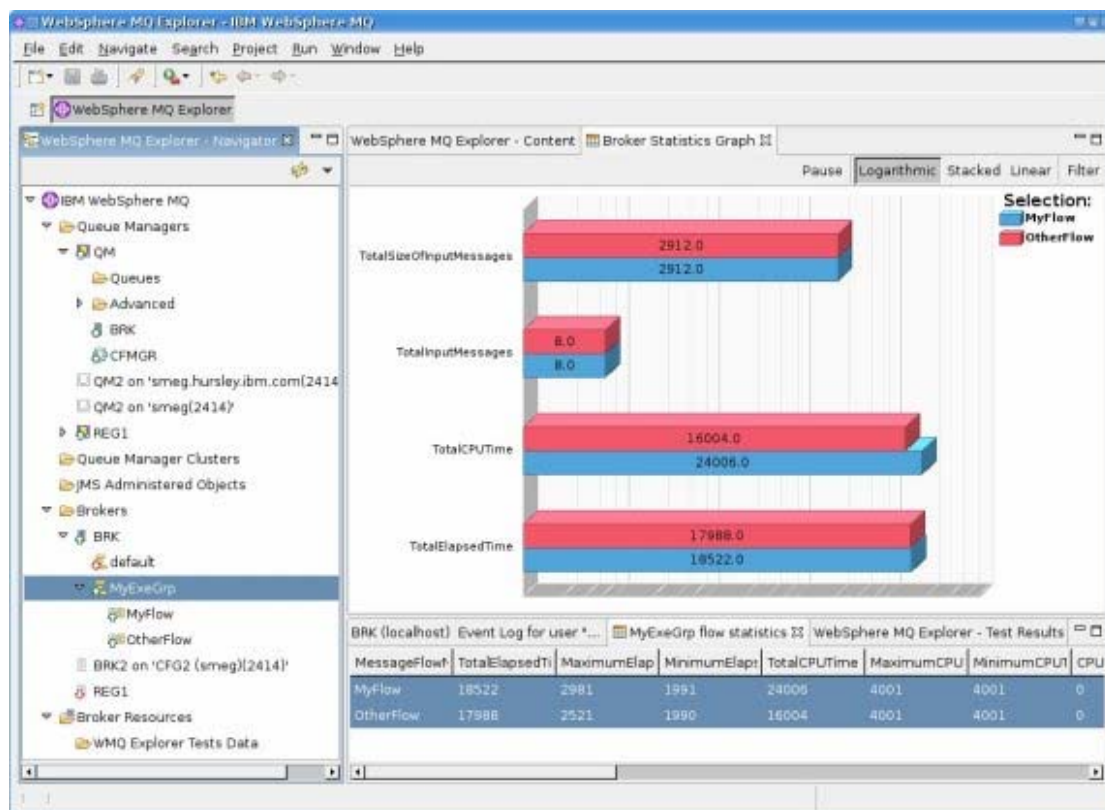 WebSphere MQ Explorer - IBM WebSphere MQ
File Edit Navigate Search Project Run Window Help
WebSphere MQ Explorer
WebSphere MQ Explorer - Navigator
IBM WebSphere MQ
Queue Managers
QM
Queues
Advanced
BRK
CFMGR
QM2 on 'smeg.hursley.ibm.com(2414
QM2 on 'smeg(2414)'
REG1
Queue Manager Clusters
JMS Administered Objects
Brokers
BRK
default
MyExeGrp
MyFlow
OtherFlow
BRK2 on 'CFG2 (smeg)(2414)'
REG1
Broker Resources
WMQ Explorer Tests Data
WebSphere MQ Explorer - Content Broker Statistics Graph
Pause Logarithmic Stacked Linear Filter
Selection:
MyFlow
OtherFlow
TotalSizeOfInputMessages
2912.0
2912.0
TotalInputMessages
8.0
8.0
TotalCPUTime
16004.0
24006.0
TotalElapsedTime
17988.0
18522.0
BRK (localhost) Event Log for user "... MyExeGrp flow statistics WebSphere MQ Explorer - Test Results
MessageFlowN TotalElapsedTi MaximumElap MinimumElaps TotalCPUTime MaximumCPU MinimumCPUT CPU
MyFlow 18522 2981 1991 24006 4001 4001 0
OtherFlow 17988 2521 1990 16004 4001 4001 0